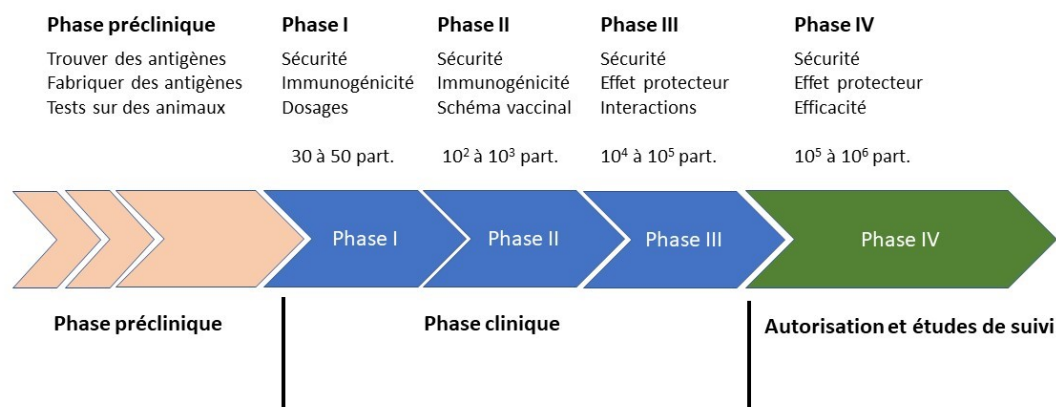 Phase préclinique
Trouver des antigènes
Fabriquer des antigènes
Tests sur des animaux
Phase I
Sécurité
Immunogénicité
Dosages
30 à 50 part.
Phase II
Sécurité
Immunogénicité
Schéma vaccinal
10² à 10³ part.
Phase III
Sécurité
Effet protecteur
Interactions
10⁴ à 10⁵ part.
Phase IV
Sécurité
Effet protecteur
Efficacité
10⁵ à 10⁶ part.
Phase I
Phase II
Phase III
Phase IV
Phase préclinique
Phase clinique
Autorisation et études de suivi